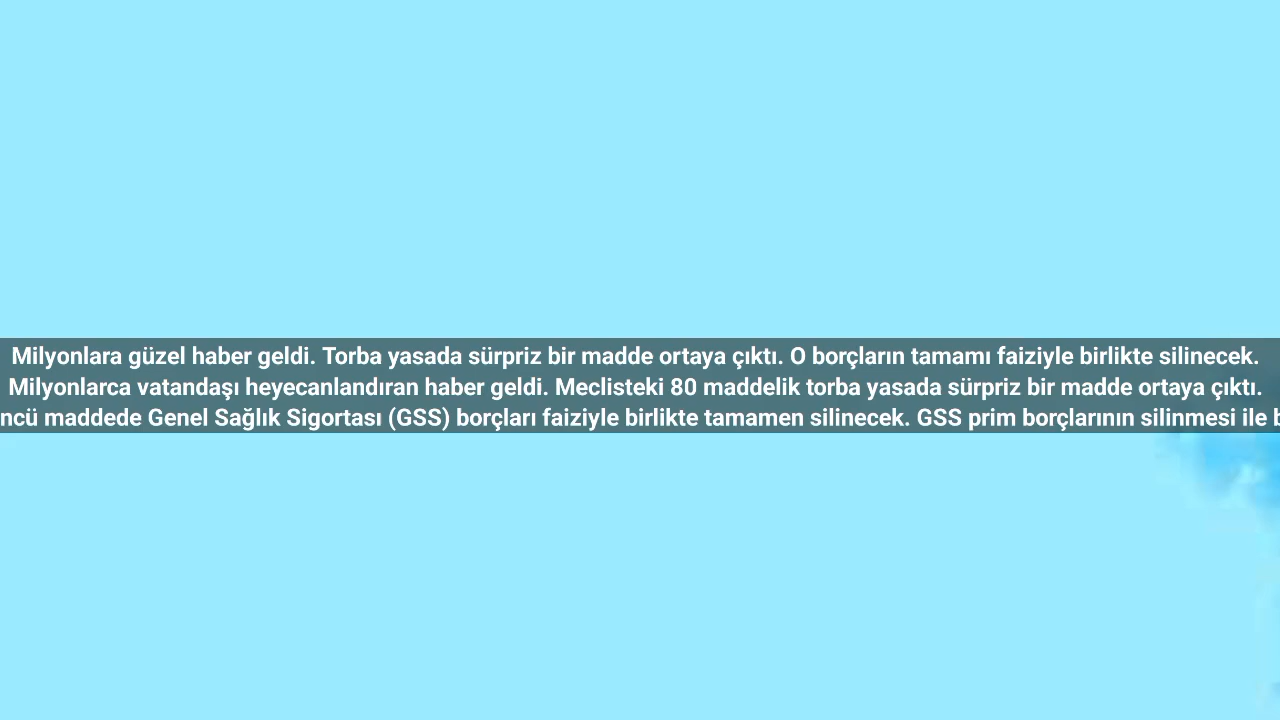 Milyonlara güzel haber geldi. Torba yasada sürpriz bir madde ortaya çıktı. O borçların tamamı faiziyle birlikte silinecek.
Milyonlarca vatandaşı heyecanlandıran haber geldi. Meclisteki 80 maddelik torba yasada sürpriz bir madde ortaya çıktı.
ncü maddede Genel Sağlık Sigortası (GSS) borçları faiziyle birlikte tamamen silinecek. GSS prim borçlarının silinmesi ile